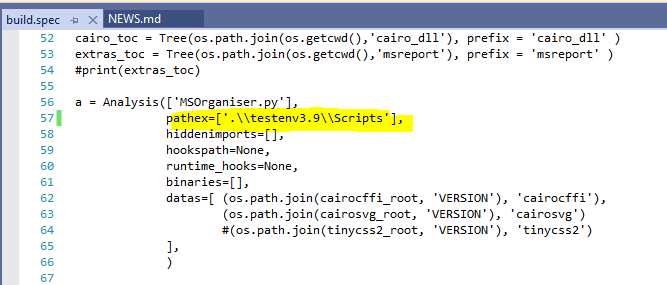 build.spec NEWS.md
52 cairo_toc = Tree(os.path.join(os.getcwd(),'cairo_dll'), prefix = 'cairo_dll' )
53 extras_toc = Tree(os.path.join(os.getcwd(),'msreport'), prefix = 'msreport' )
54 #print(extras_toc)
55
56 a = Analysis(['MSOrganiser.py'],
57 pathex=['.\\testenv3.9\\Scripts'],
58 hiddenimports=[],
59 hookspath=None,
60 runtime_hooks=None,
61 binaries=[],
62 datas=[ (os.path.join(cairocffi_root, 'VERSION'), 'cairocffi'),
63 (os.path.join(cairosvg_root, 'VERSION'), 'cairosvg')
64 #(os.path.join(tinycss2_root, 'VERSION'), 'tinycss2')
65 ],
66 )
67